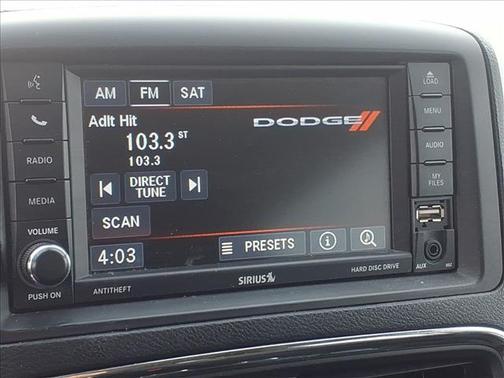 LOAD
AM FM SAT
Adlt Hit
103.3 ST
103.3
DODGE
MENU
RADIO
AUDIO
DIRECT
TUNE
MY
FILES
MEDIA
SCAN
VOLUME
4:03
PRESETS
PUSH ON
ANTITHEFT
SIRIUS
HARD DISC DRIVE
AUX